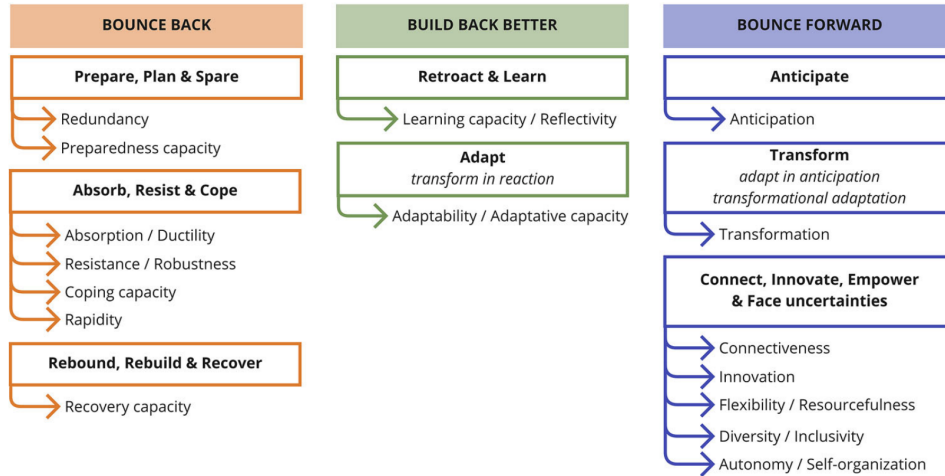 BOUNCE BACK
Prepare, Plan & Spare
Redundancy
Preparedness capacity
Absorb, Resist & Cope
Absorption / Ductility
Resistance / Robustness
Coping capacity
Rapidity
Rebound, Rebuild & Recover
Recovery capacity
BUILD BACK BETTER
Retroact & Learn
Learning capacity / Reflectivity
Adapt
transform in reaction
Adaptability / Adaptative capacity
BOUNCE FORWARD
Anticipate
Anticipation
Transform
adapt in anticipation
transformational adaptation
Transformation
Connect, Innovate, Empower
& Face uncertainties
Connectiveness
Innovation
Flexibility / Resourcefulness
Diversity / Inclusivity
Autonomy / Self-organization